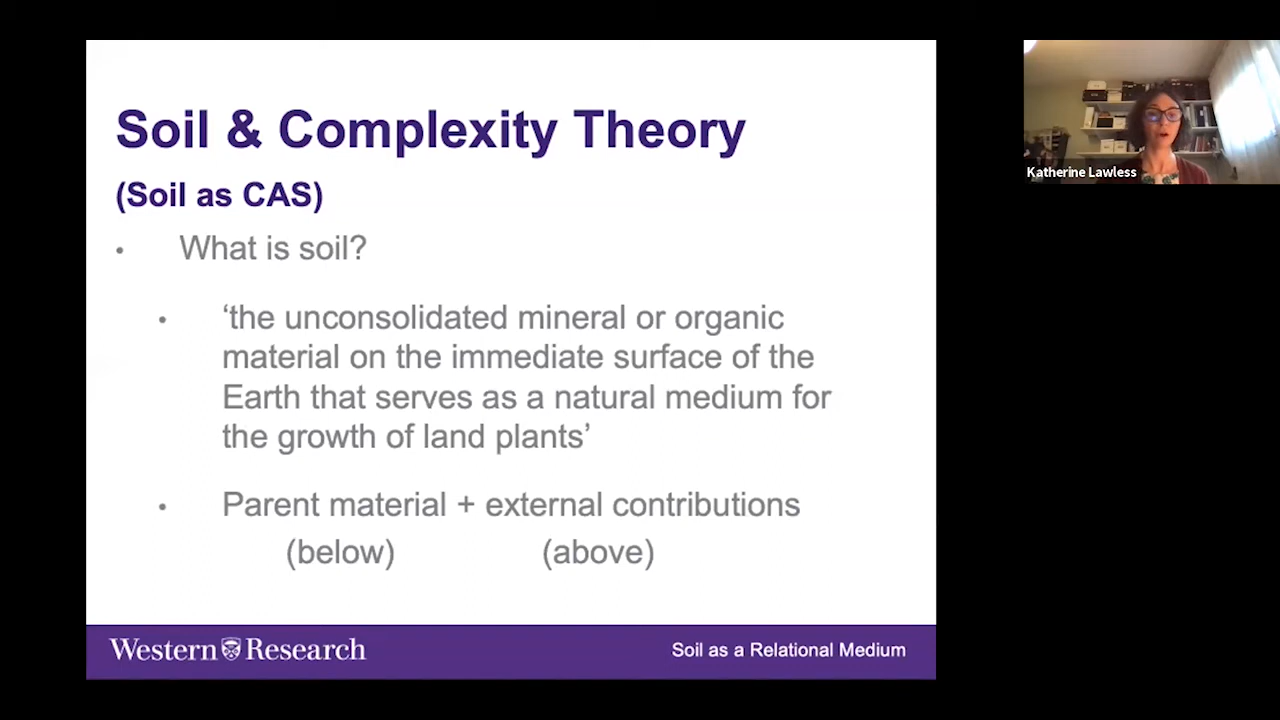 Soil & Complexity Theory
(Soil as CAS)
• What is soil?
• ‘the unconsolidated mineral or organic
material on the immediate surface of the
Earth that serves as a natural medium for
the growth of land plants’
• Parent material + external contributions
(below) (above)
Western Research
Soil as a Relational Medium
Katherine Lawless